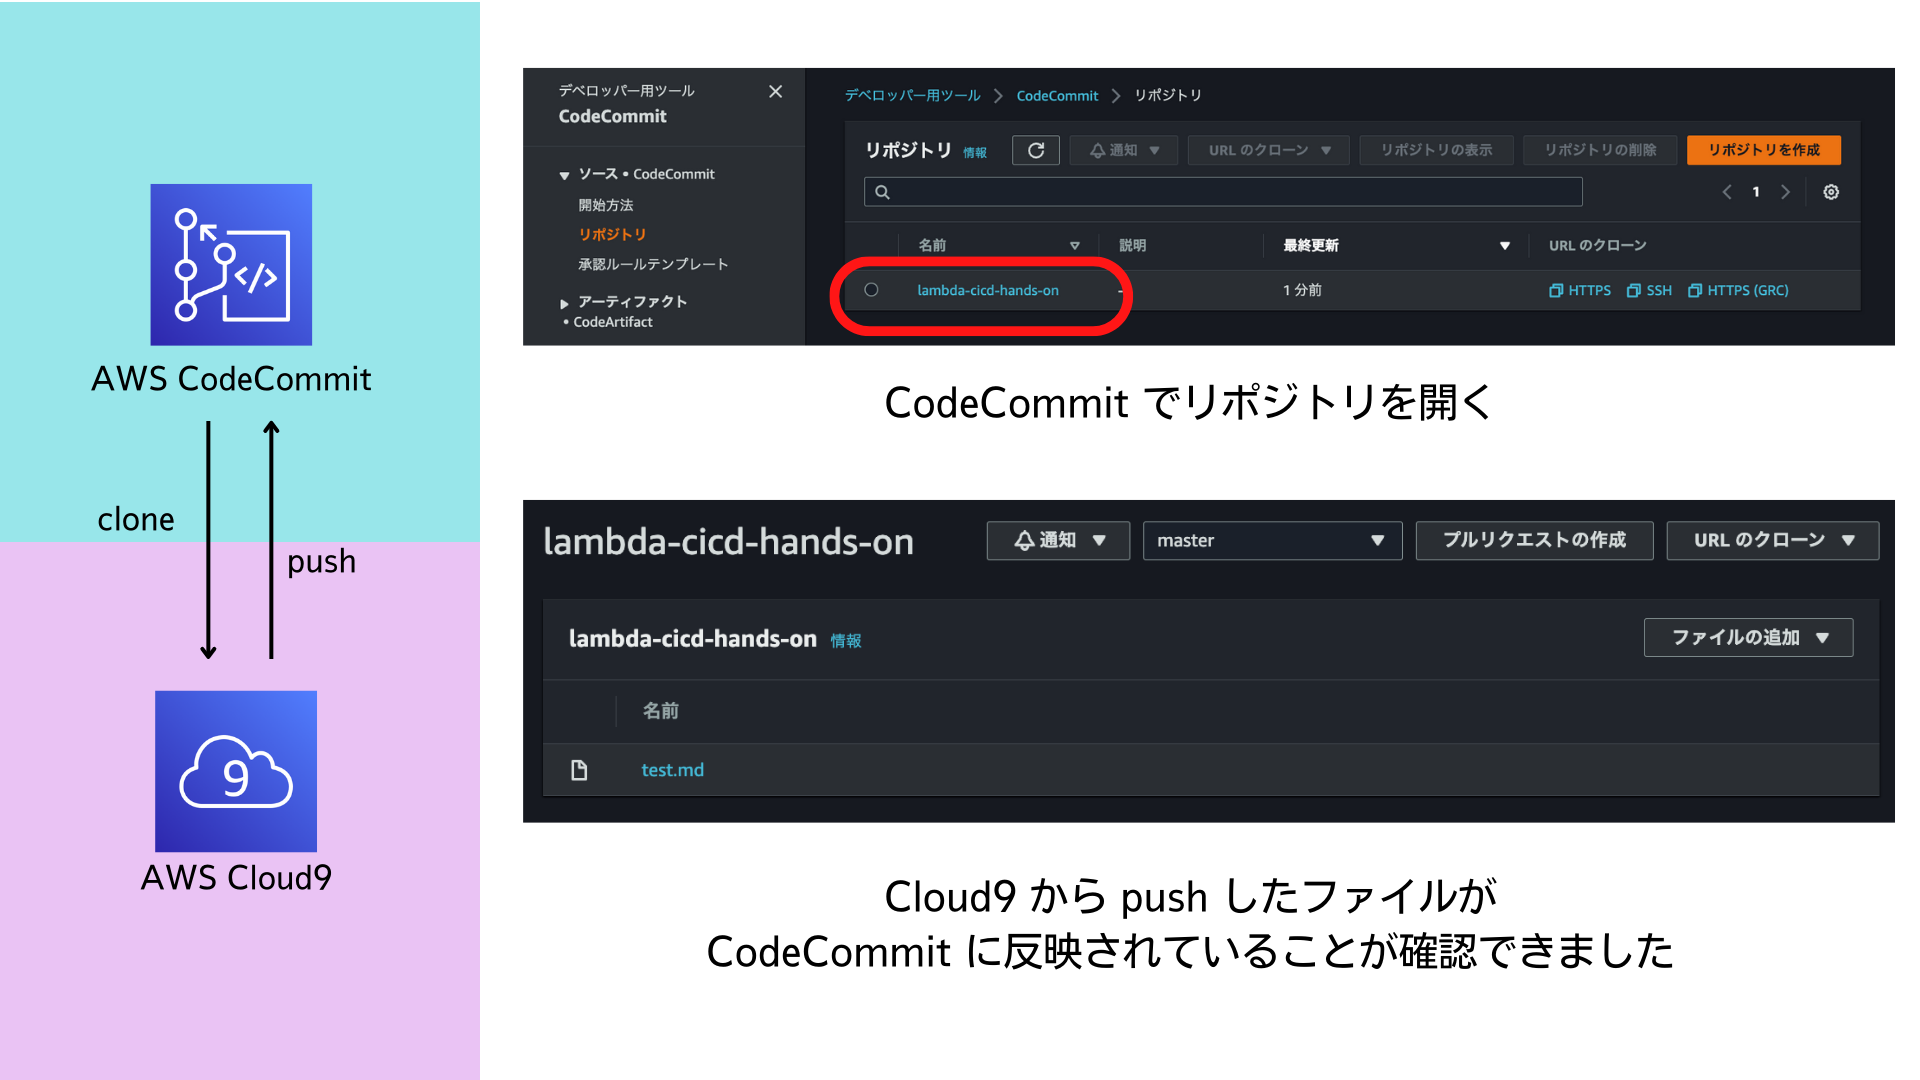 AWS CodeCommit
clone
push
9
AWS Cloud9
デベロッパー用ツール
CodeCommit
ソース • CodeCommit
開始方法
リポジトリ
承認ルールテンプレート
アーティファクト
• CodeArtifact
デベロッパー用ツール CodeCommit リポジトリ
リポジトリ 情報 通知 URL のクローン リポジトリの表示 リポジトリの削除 リポジトリを作成
1
名前 説明 最終更新 URL のクローン
lambda-cicd-hands-on - 1 分前 HTTPS SSH HTTPS (GRC)
CodeCommit でリポジトリを開く
lambda-cicd-hands-on 通知 master プルリクエストの作成 URL のクローン
lambda-cicd-hands-on 情報 ファイルの追加
名前
test.md
Cloud9 から push したファイルが
CodeCommit に反映されていることが確認できました